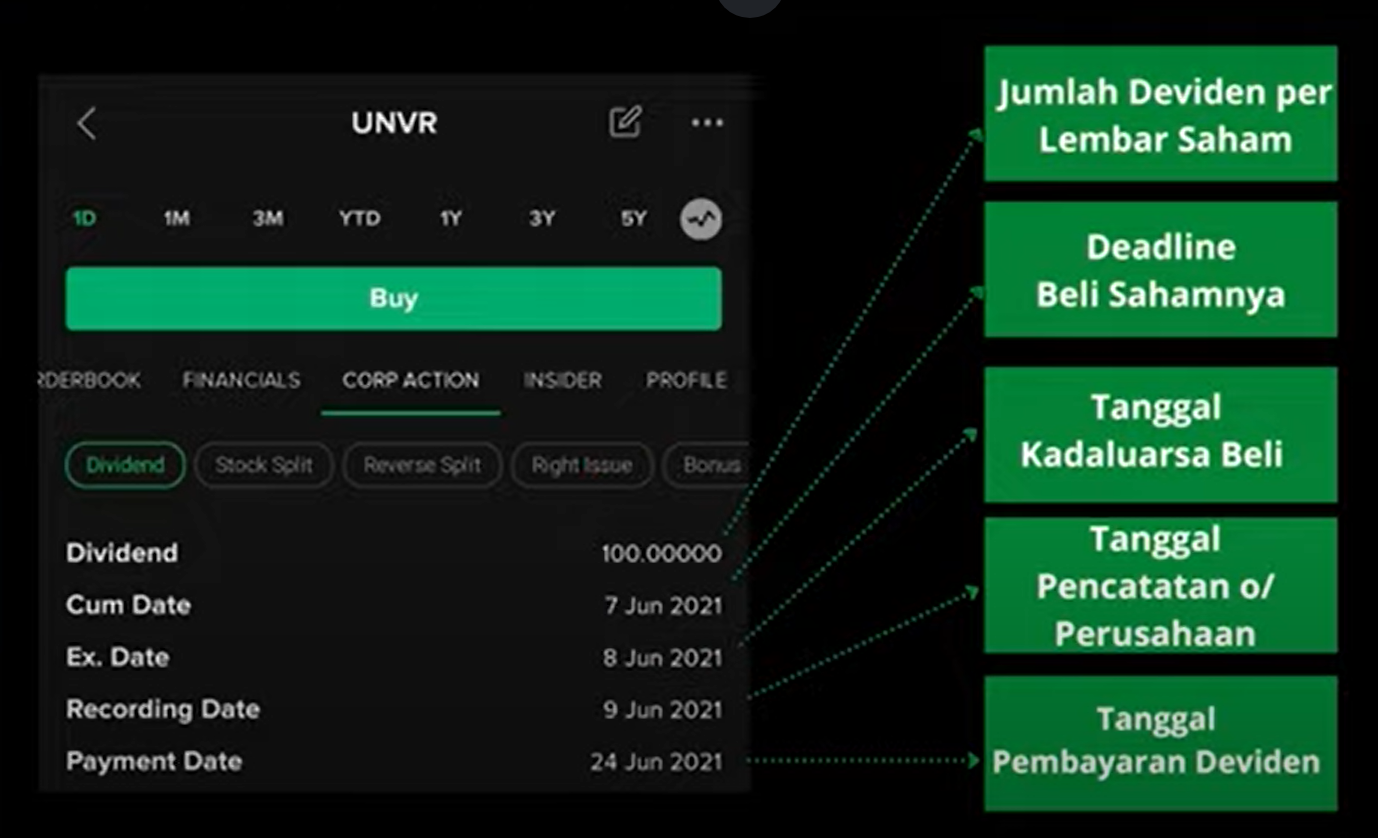 UNVR
1D 1M 3M YTD 1Y 3Y 5Y
Buy
RDERBOOK FINANCIALS CORP ACTION INSIDER PROFILE
Dividend Stock Split Reverse Split Right Issue Bonus
Dividend 100.00000
Cum Date 7 Jun 2021
Ex. Date 8 Jun 2021
Recording Date 9 Jun 2021
Payment Date 24 Jun 2021
Jumlah Deviden per
Lembar Saham
Deadline
Beli Sahamnya
Tanggal
Kadaluarsa Beli
Tanggal
Pencatatan o/
Perusahaan
Tanggal
Pembayaran Deviden